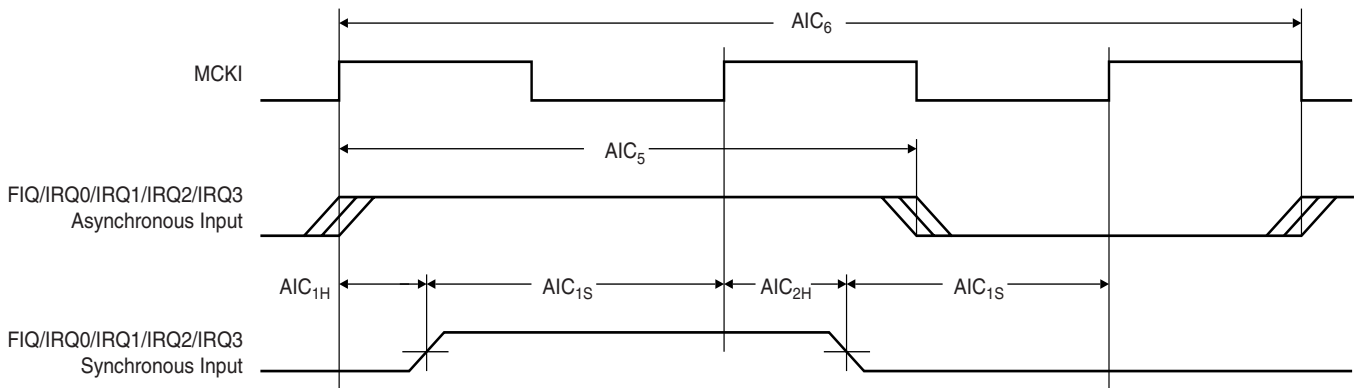 AIC6
MCKI
AIC5
FIQ/IRQ0/IRQ1/IRQ2/IRQ3
Asynchronous Input
AIC1H AIC1S AIC2H AIC1S
FIQ/IRQ0/IRQ1/IRQ2/IRQ3
Synchronous Input